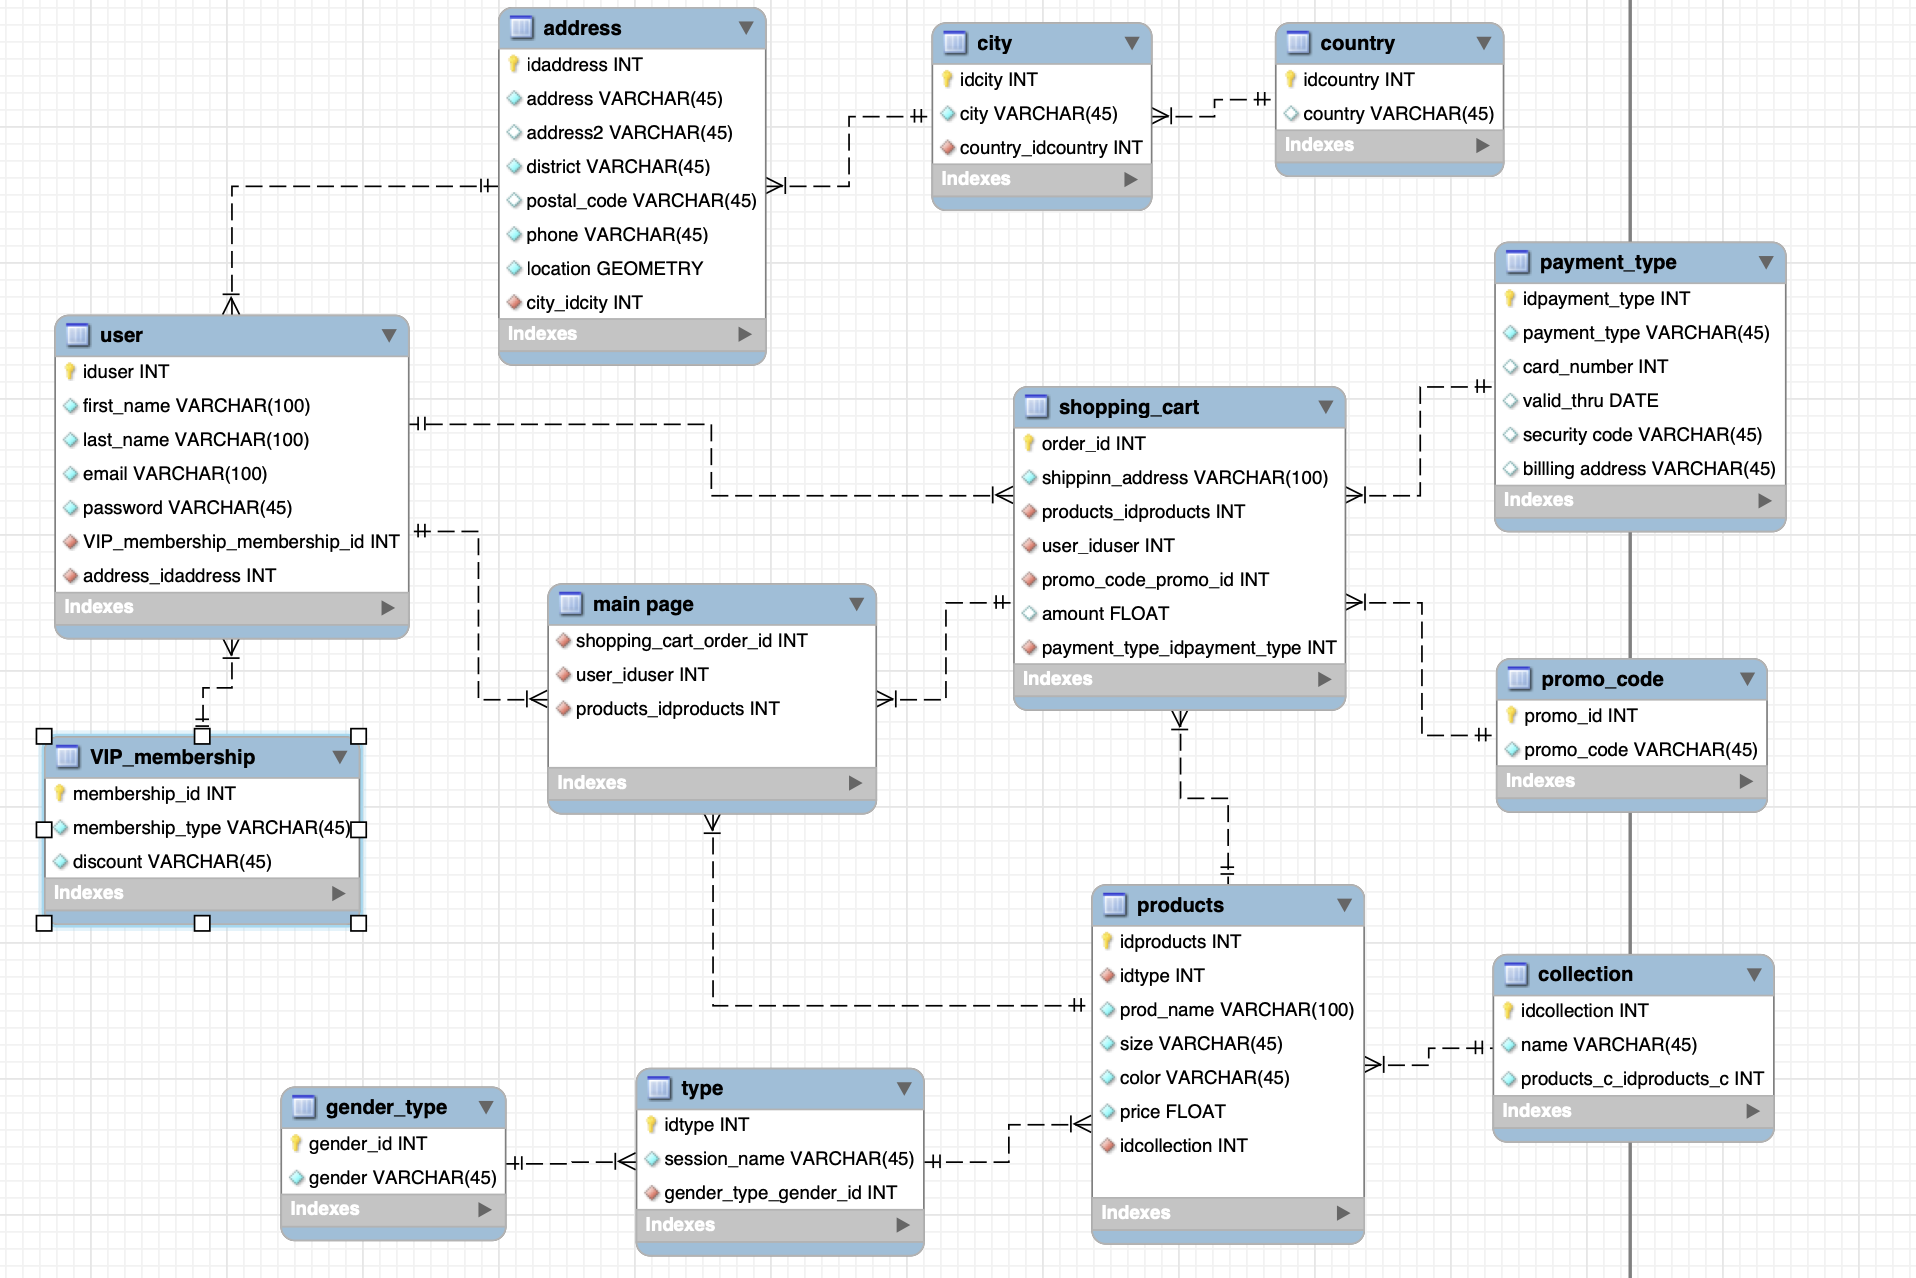 address
idaddress INT
address VARCHAR(45)
address2 VARCHAR(45)
district VARCHAR(45)
postal_code VARCHAR(45)
phone VARCHAR(45)
location GEOMETRY
city_idcity INT
Indexes
city
idcity INT
city VARCHAR(45)
country_idcountry INT
Indexes
country
idcountry INT
country VARCHAR(45)
Indexes
payment_type
idpayment_type INT
payment_type VARCHAR(45)
card_number INT
valid_thru DATE
security code VARCHAR(45)
billling address VARCHAR(45)
Indexes
user
iduser INT
first_name VARCHAR(100)
last_name VARCHAR(100)
email VARCHAR(100)
password VARCHAR(45)
VIP_membership_membership_id INT
address_idaddress INT
Indexes
shopping_cart
order_id INT
shippinn_address VARCHAR(100)
products_idproducts INT
user_iduser INT
promo_code_promo_id INT
amount FLOAT
payment_type_idpayment_type INT
Indexes
main page
shopping_cart_order_id INT
user_iduser INT
products_idproducts INT
Indexes
promo_code
promo_id INT
promo_code VARCHAR(45)
Indexes
VIP_membership
membership_id INT
membership_type VARCHAR(45)
discount VARCHAR(45)
Indexes
products
idproducts INT
idtype INT
prod_name VARCHAR(100)
size VARCHAR(45)
color VARCHAR(45)
price FLOAT
idcollection INT
Indexes
collection
idcollection INT
name VARCHAR(45)
products_c_idproducts_c INT
Indexes
gender_type
gender_id INT
gender VARCHAR(45)
Indexes
type
idtype INT
session_name VARCHAR(45)
gender_type_gender_id INT
Indexes